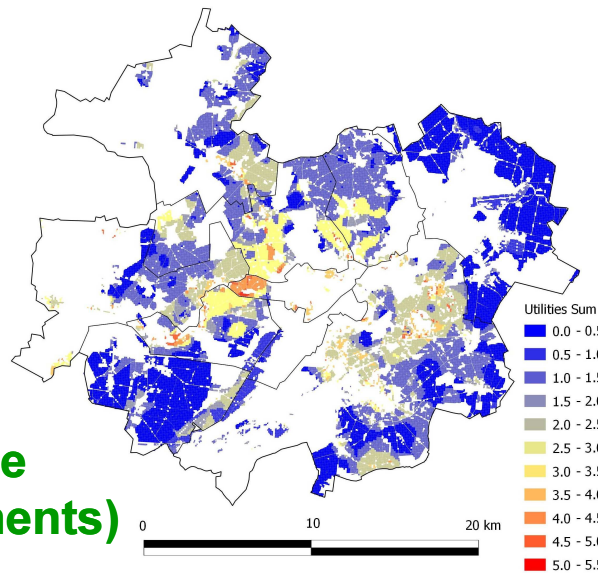 Utilities Sum
0.0 - 0.5
0.5 - 1.0
1.0 - 1.5
1.5 - 2.0
2.0 - 2.5
2.5 - 3.0
3.0 - 3.5
3.5 - 4.0
4.0 - 4.5
4.5 - 5.0
5.0 - 5.5
e
ments)
0 10 20 km